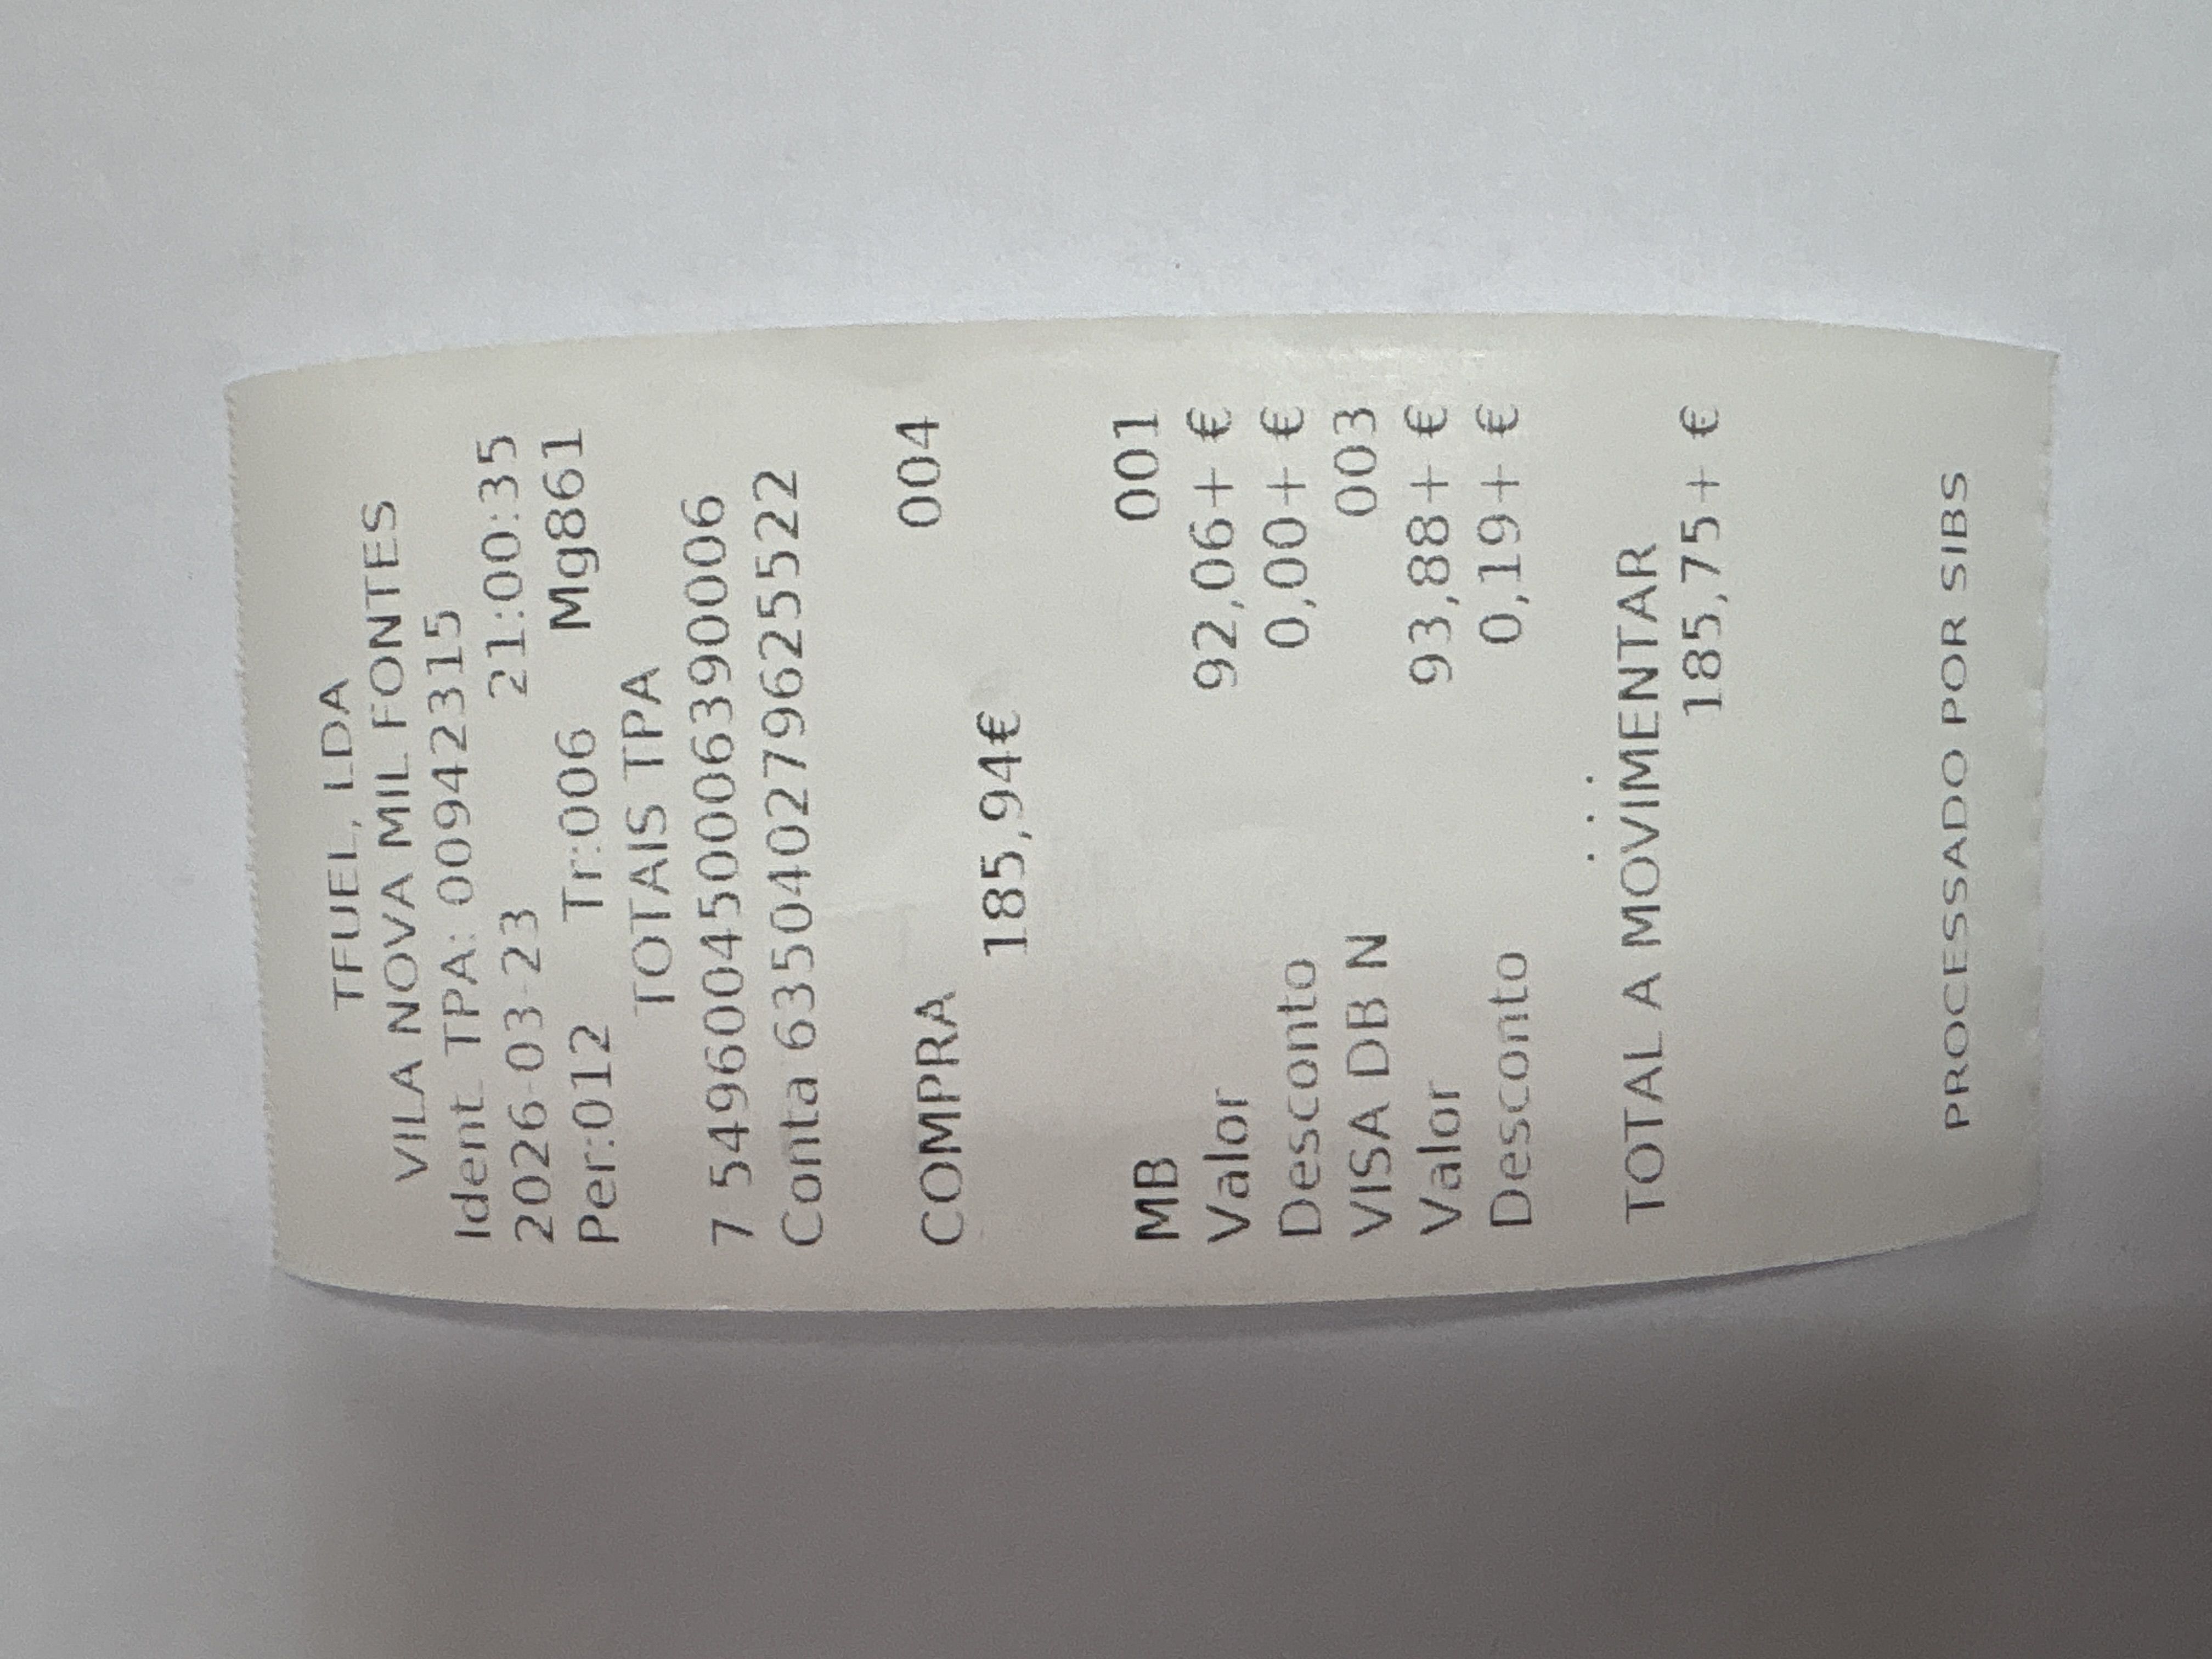 TFUEL, LDA
VILA NOVA MIL FONTES
Ident. TPA: 00942315
2026-03-23 21:00:35
Per:012 Tr:006 Mg861
TOTAIS TPA
7 5496004500063390006
Conta 6350402796255522
COMPRA 004
185,94€
MB 001
Valor 92,06+ €
Desconto 0,00+ €
VISA DB N 003
Valor 93,88+ €
Desconto 0,19+ €
...
TOTAL A MOVIMENTAR
185,75+ €
PROCESSADO POR SIBS